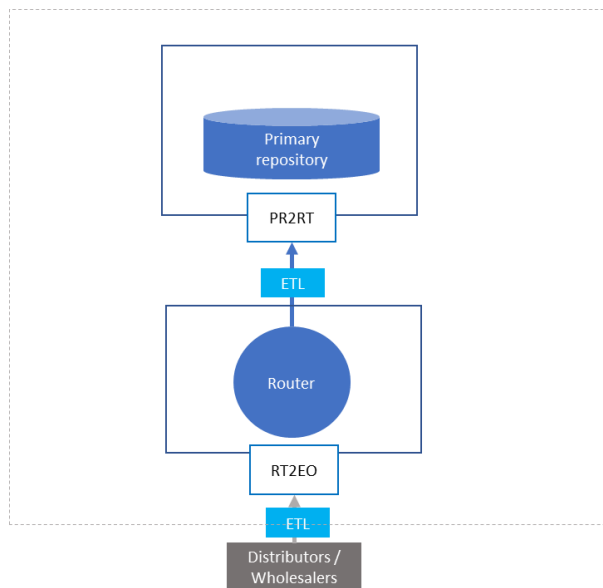 Primary
repository
PR2RT
ETL
Router
RT2EO
ETL
Distributors /
Wholesalers